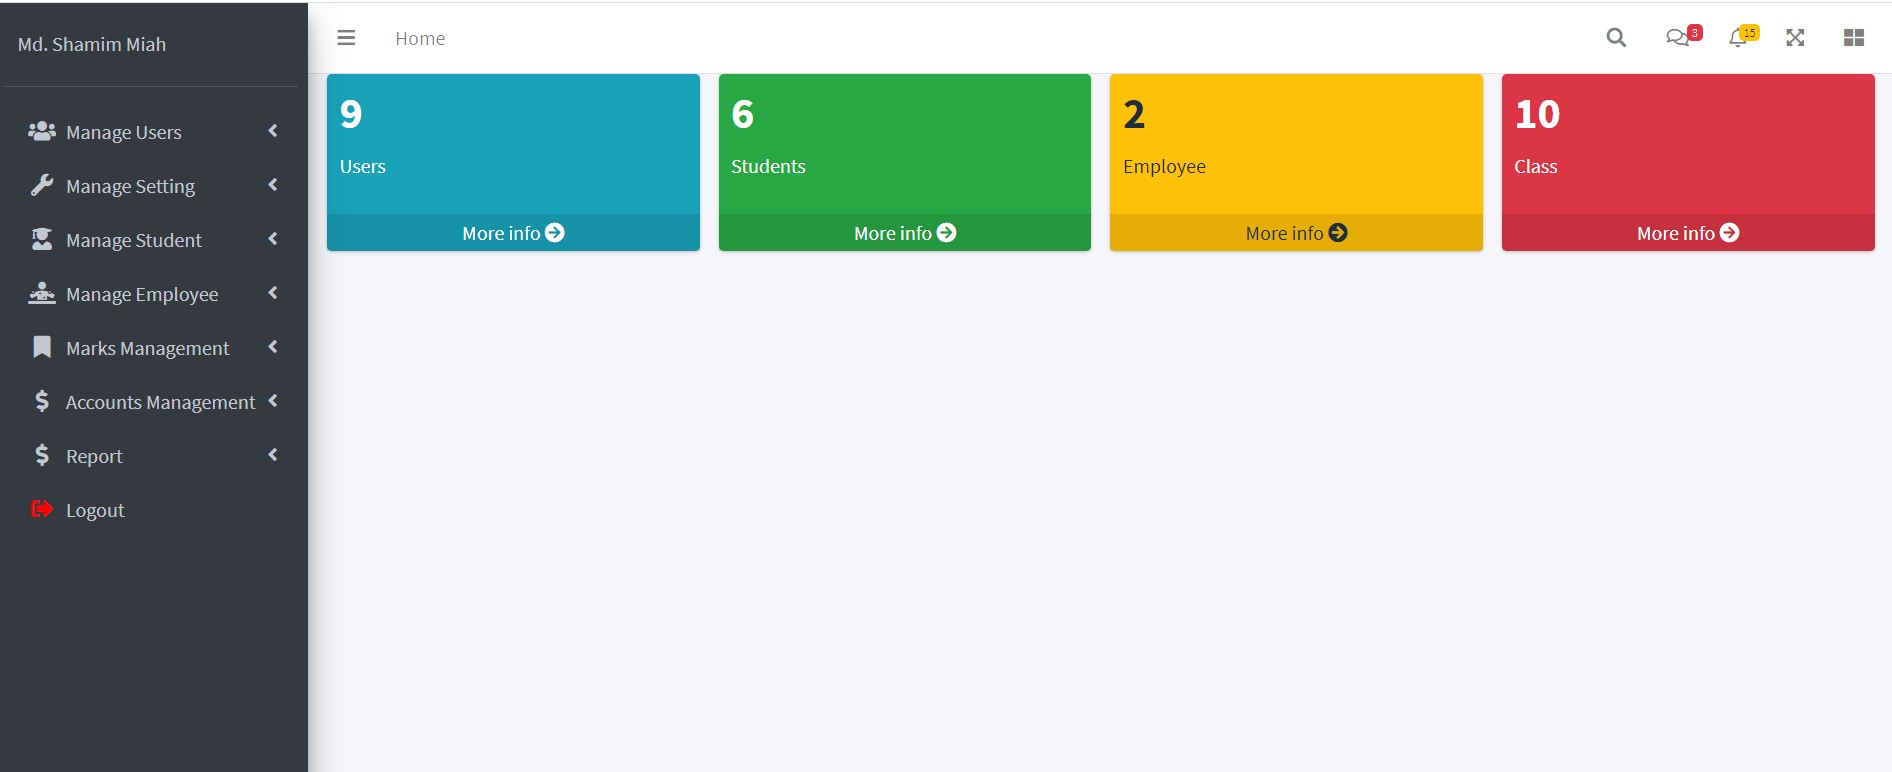 Md. Shamim Miah
Manage Users
Manage Setting
Manage Student
Manage Employee
Marks Management
Accounts Management
Report
Logout
Home
3
15
9
Users
More info
6
Students
More info
2
Employee
More info
10
Class
More info